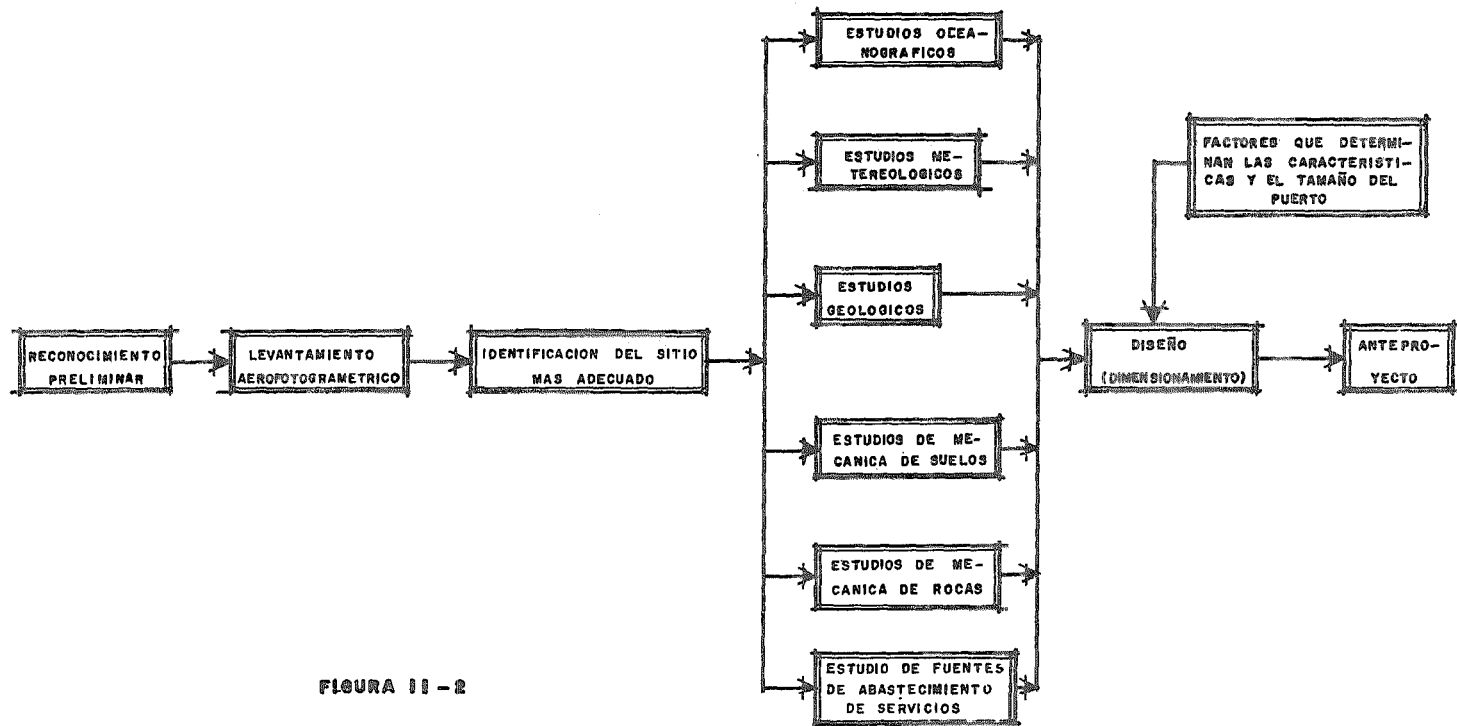 RECONOCIMIENTO
PRELIMINAR
LEVANTAMIENTO
AEROFOTOGRAMETRICO
IDENTIFICACION DEL SITIO
MAS ADECUADO
ESTUDIOS OCEA-
NOGRAFICOS
ESTUDIOS ME-
TEREOLOGICOS
ESTUDIOS
GEOLOGICOS
ESTUDIOS DE ME-
CANICA DE SUELOS
ESTUDIOS DE ME-
CANICA DE ROCAS
ESTUDIO DE FUENTES
DE ABASTECIMIENTO
DE SERVICIOS
FACTORES QUE DETERMI-
NAN LAS CARACTERISTI-
CAS Y EL TAMAÑO DEL
PUERTO
DISEÑO
(DIMENSIONAMIENTO)
ANTEPRO-
YECTO
FIGURA II-2